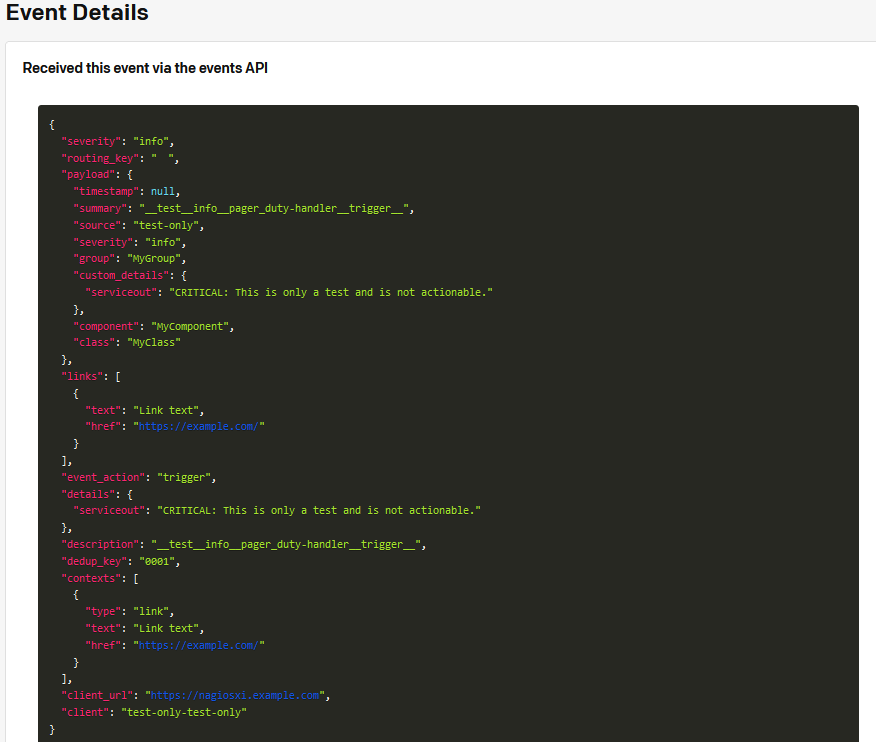 Event Details
Received this event via the events API
{
"severity": "info",
"routing_key": "  ",
"payload": {
"timestamp": null,
"summary": "__test__info__pager_duty-handler__trigger__",
"source": "test-only",
"severity": "info",
"group": "MyGroup",
"custom_details": {
"serviceout": "CRITICAL: This is only a test and is not actionable."
},
"component": "MyComponent",
"class": "MyClass"
},
"links": [
{
"text": "Link text",
"href": "https://example.com/"
}
],
"event_action": "trigger",
"details": {
"serviceout": "CRITICAL: This is only a test and is not actionable."
},
"description": "__test__info__pager_duty-handler__trigger__",
"dedup_key": "0001",
"contexts": [
{
"type": "link",
"text": "Link text",
"href": "https://example.com/"
}
],
"client_url": "https://nagiosxi.example.com",
"client": "test-only-test-only"
}